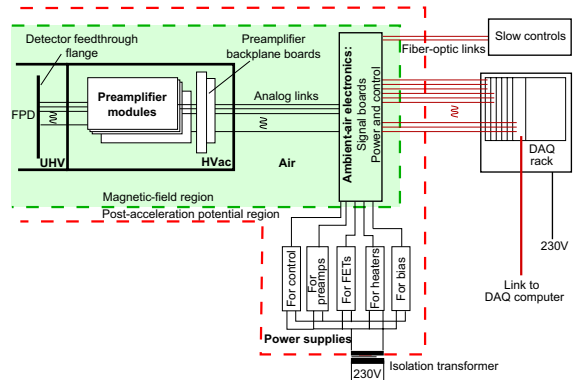 Detector feedthrough
flange
Preamplifier
backplane boards
FPD
Preamplifier
modules
UHV
HVac
Analog links
Air
Ambient-air electronics:
Signal boards
Power and control
Fiber-optic links
Slow controls
DAQ
rack
230V
Link to
DAQ computer
Magnetic-field region
Post-acceleration potential region
For control
For
preamps
For FETs
For heaters
For bias
Power supplies
Isolation transformer
230V